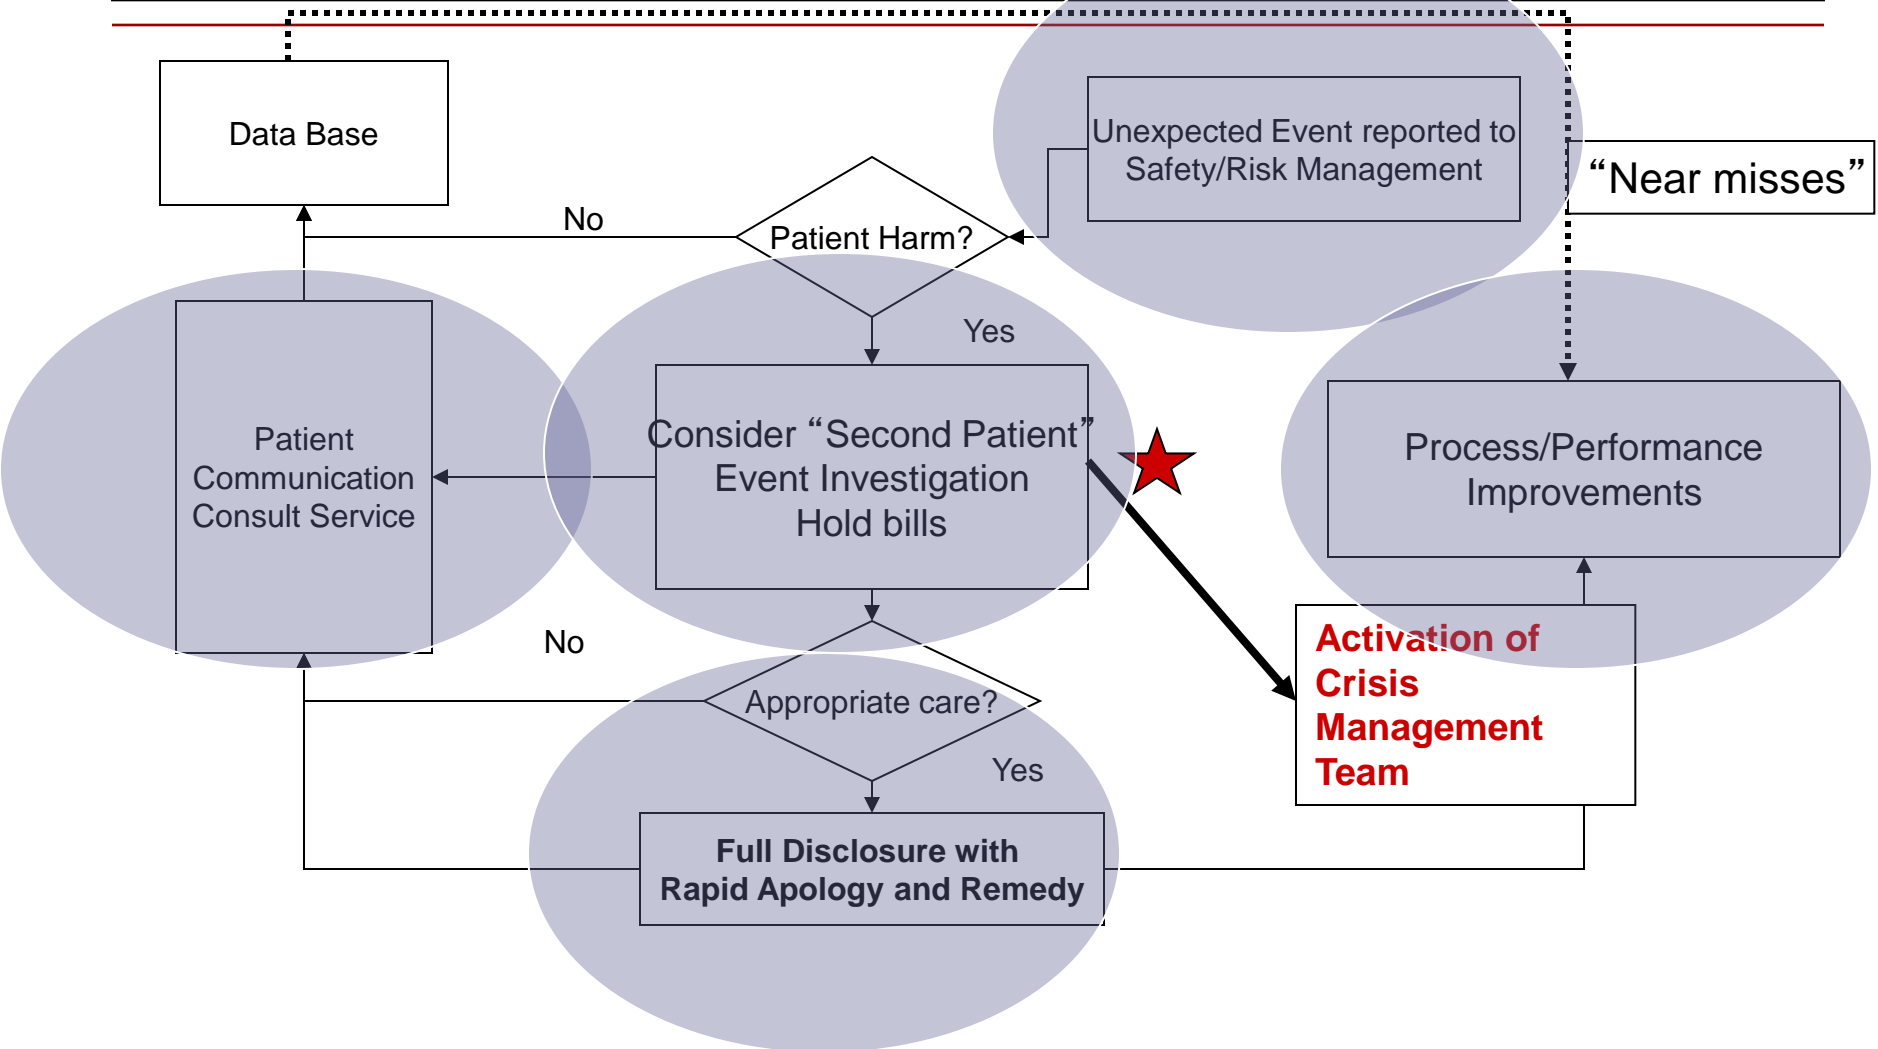 Data Base
Unexpected Event reported to
Safety/Risk Management
“Near misses”
No
Patient Harm?
Yes
Patient
Communication
Consult Service
Consider “Second Patient”
Event Investigation
Hold bills
Process/Performance
Improvements
No
Appropriate care?
Yes
Activation of
Crisis
Management
Team
Full Disclosure with
Rapid Apology and Remedy